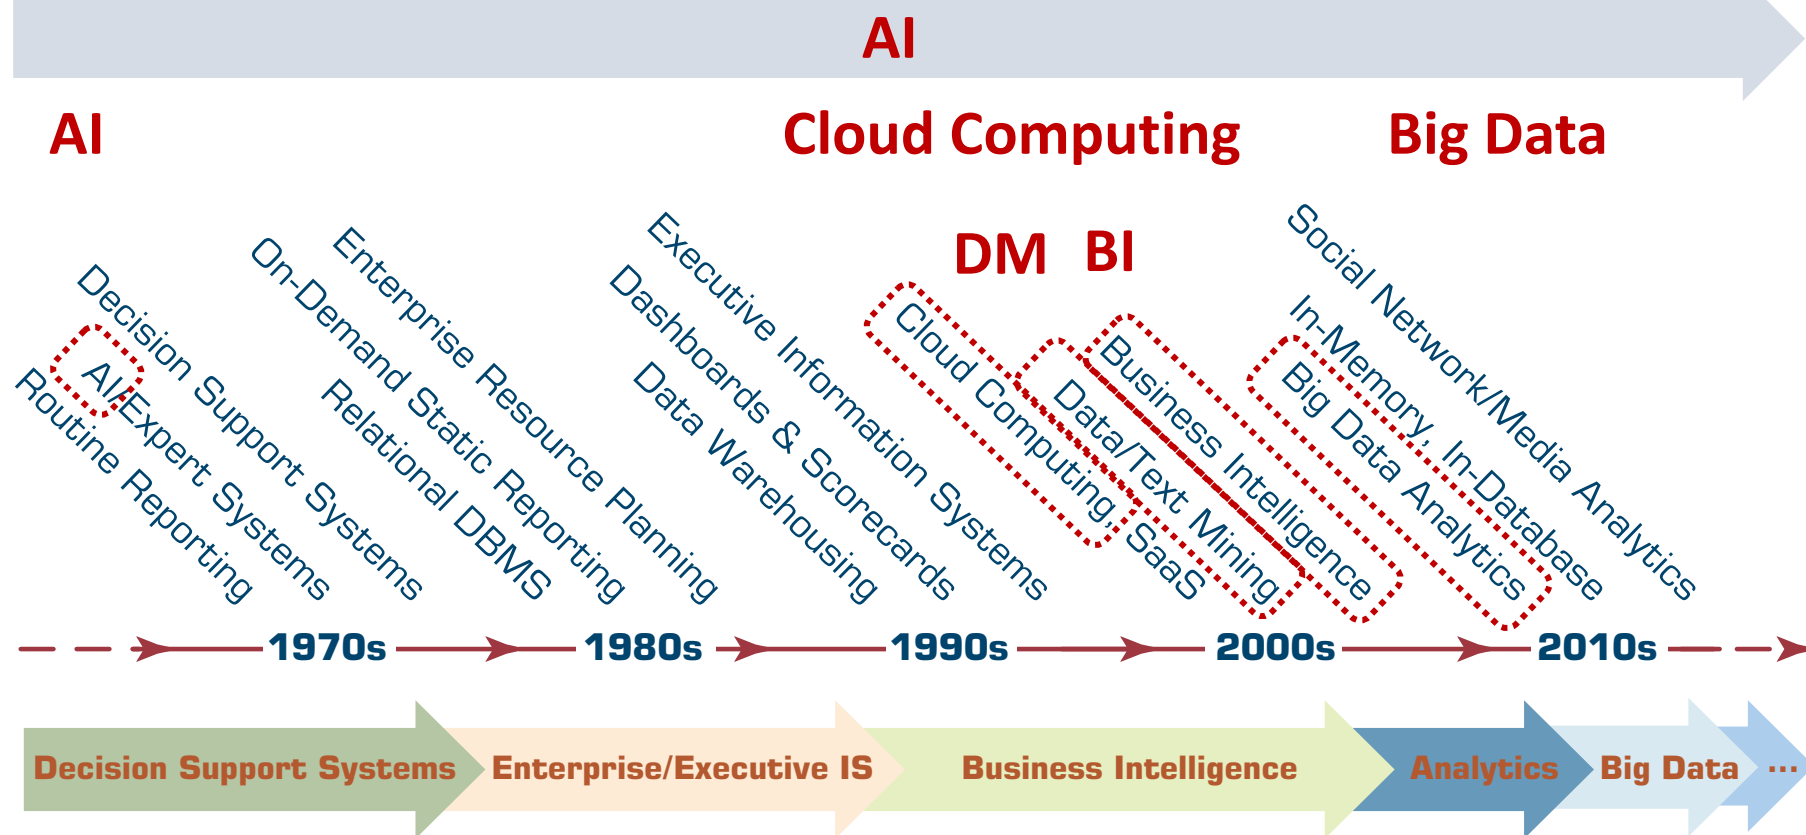 AI
AI
Cloud Computing
Big Data
DM
BI
Routine Reporting
AI/Expert Systems
Decision Support Systems
Relational DBMS
On-Demand Static Reporting
Enterprise Resource Planning
Data Warehousing
Dashboards & Scorecards
Executive Information Systems
Cloud Computing, SaaS
Data/Text Mining
Business Intelligence
Big Data Analytics
In-Memory, In-Database
Social Network/Media Analytics
1970s
1980s
1990s
2000s
2010s
Decision Support Systems
Enterprise/Executive IS
Business Intelligence
Analytics
Big Data
...